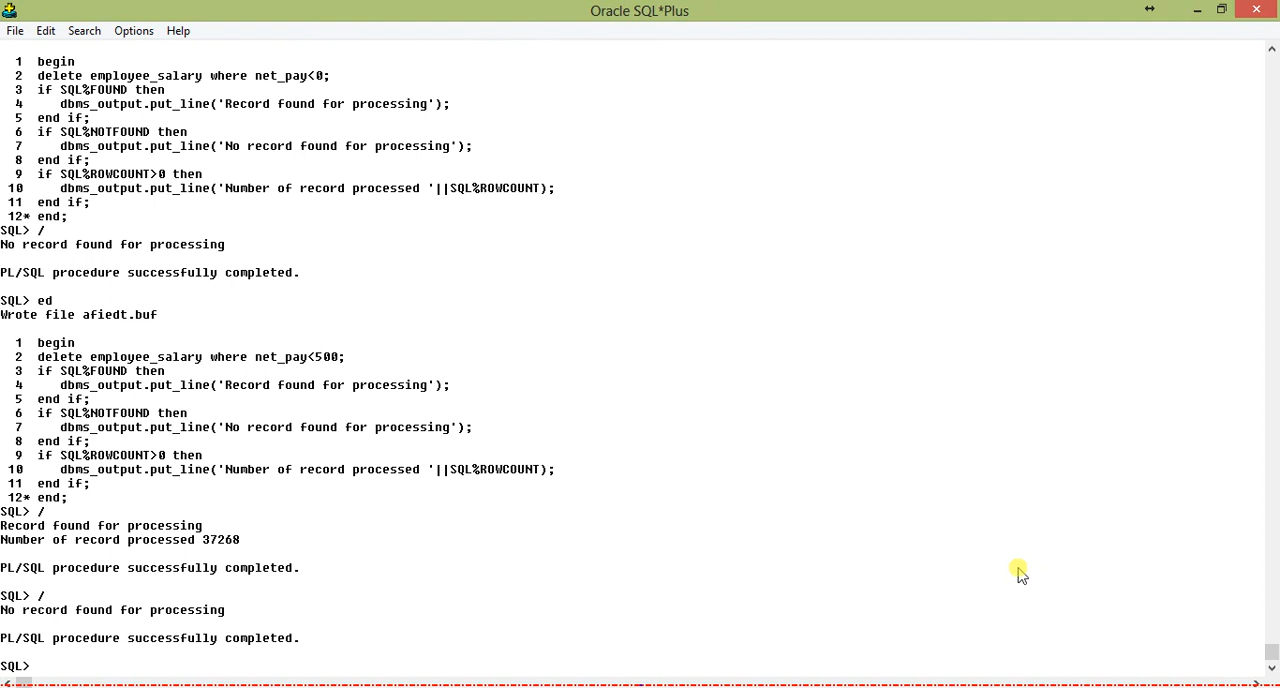 Oracle SQL*Plus
File Edit Search Options Help
1 begin
2 delete employee_salary where net_pay<0;
3 if SQL%FOUND then
4 dbms_output.put_line('Record found for processing');
5 end if;
6 if SQL%NOTFOUND then
7 dbms_output.put_line('No record found for processing');
8 end if;
9 if SQL%ROWCOUNT>0 then
10 dbms_output.put_line('Number of record processed '||SQL%ROWCOUNT);
11 end if;
12* end;
SQL> /
No record found for processing
PL/SQL procedure successfully completed.
SQL> ed
Wrote file afiedt.buf
1 begin
2 delete employee_salary where net_pay<500;
3 if SQL%FOUND then
4 dbms_output.put_line('Record found for processing');
5 end if;
6 if SQL%NOTFOUND then
7 dbms_output.put_line('No record found for processing');
8 end if;
9 if SQL%ROWCOUNT>0 then
10 dbms_output.put_line('Number of record processed '||SQL%ROWCOUNT);
11 end if;
12* end;
SQL> /
Record found for processing
Number of record processed 37268
PL/SQL procedure successfully completed.
SQL> /
No record found for processing
PL/SQL procedure successfully completed.
SQL>